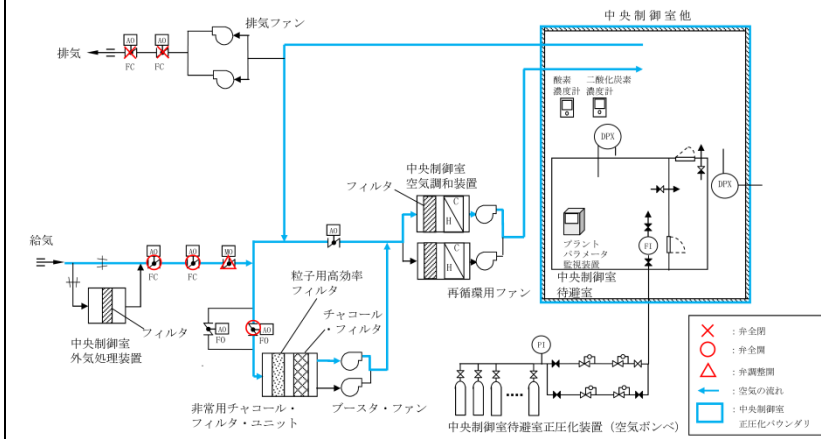 中央制御室他
排気ファン
AO
AO
排気
FC
FC
酸素
濃度計
二酸化炭素
濃度計
DPX
DPX
中央制御室
空気調和装置
フィルタ
C
H
C
H
再循環用ファン
給気
AO
AO
MO
FC
FC
AO
フィルタ
中央制御室
外気処理装置
粒子用高効率
フィルタ
チャコール
・フィルタ
AO
FO
AO
FO
非常用チャコール・
フィルタ・ユニット
ブースタ・ファン
プラント
パラメータ
監視装置
FI
中央制御室
待避室
PI
中央制御室待避室正圧化装置（空気ボンベ）
：弁全閉
：弁全開
：弁調整開
：空気の流れ
：中央制御室
正圧化バウンダリ